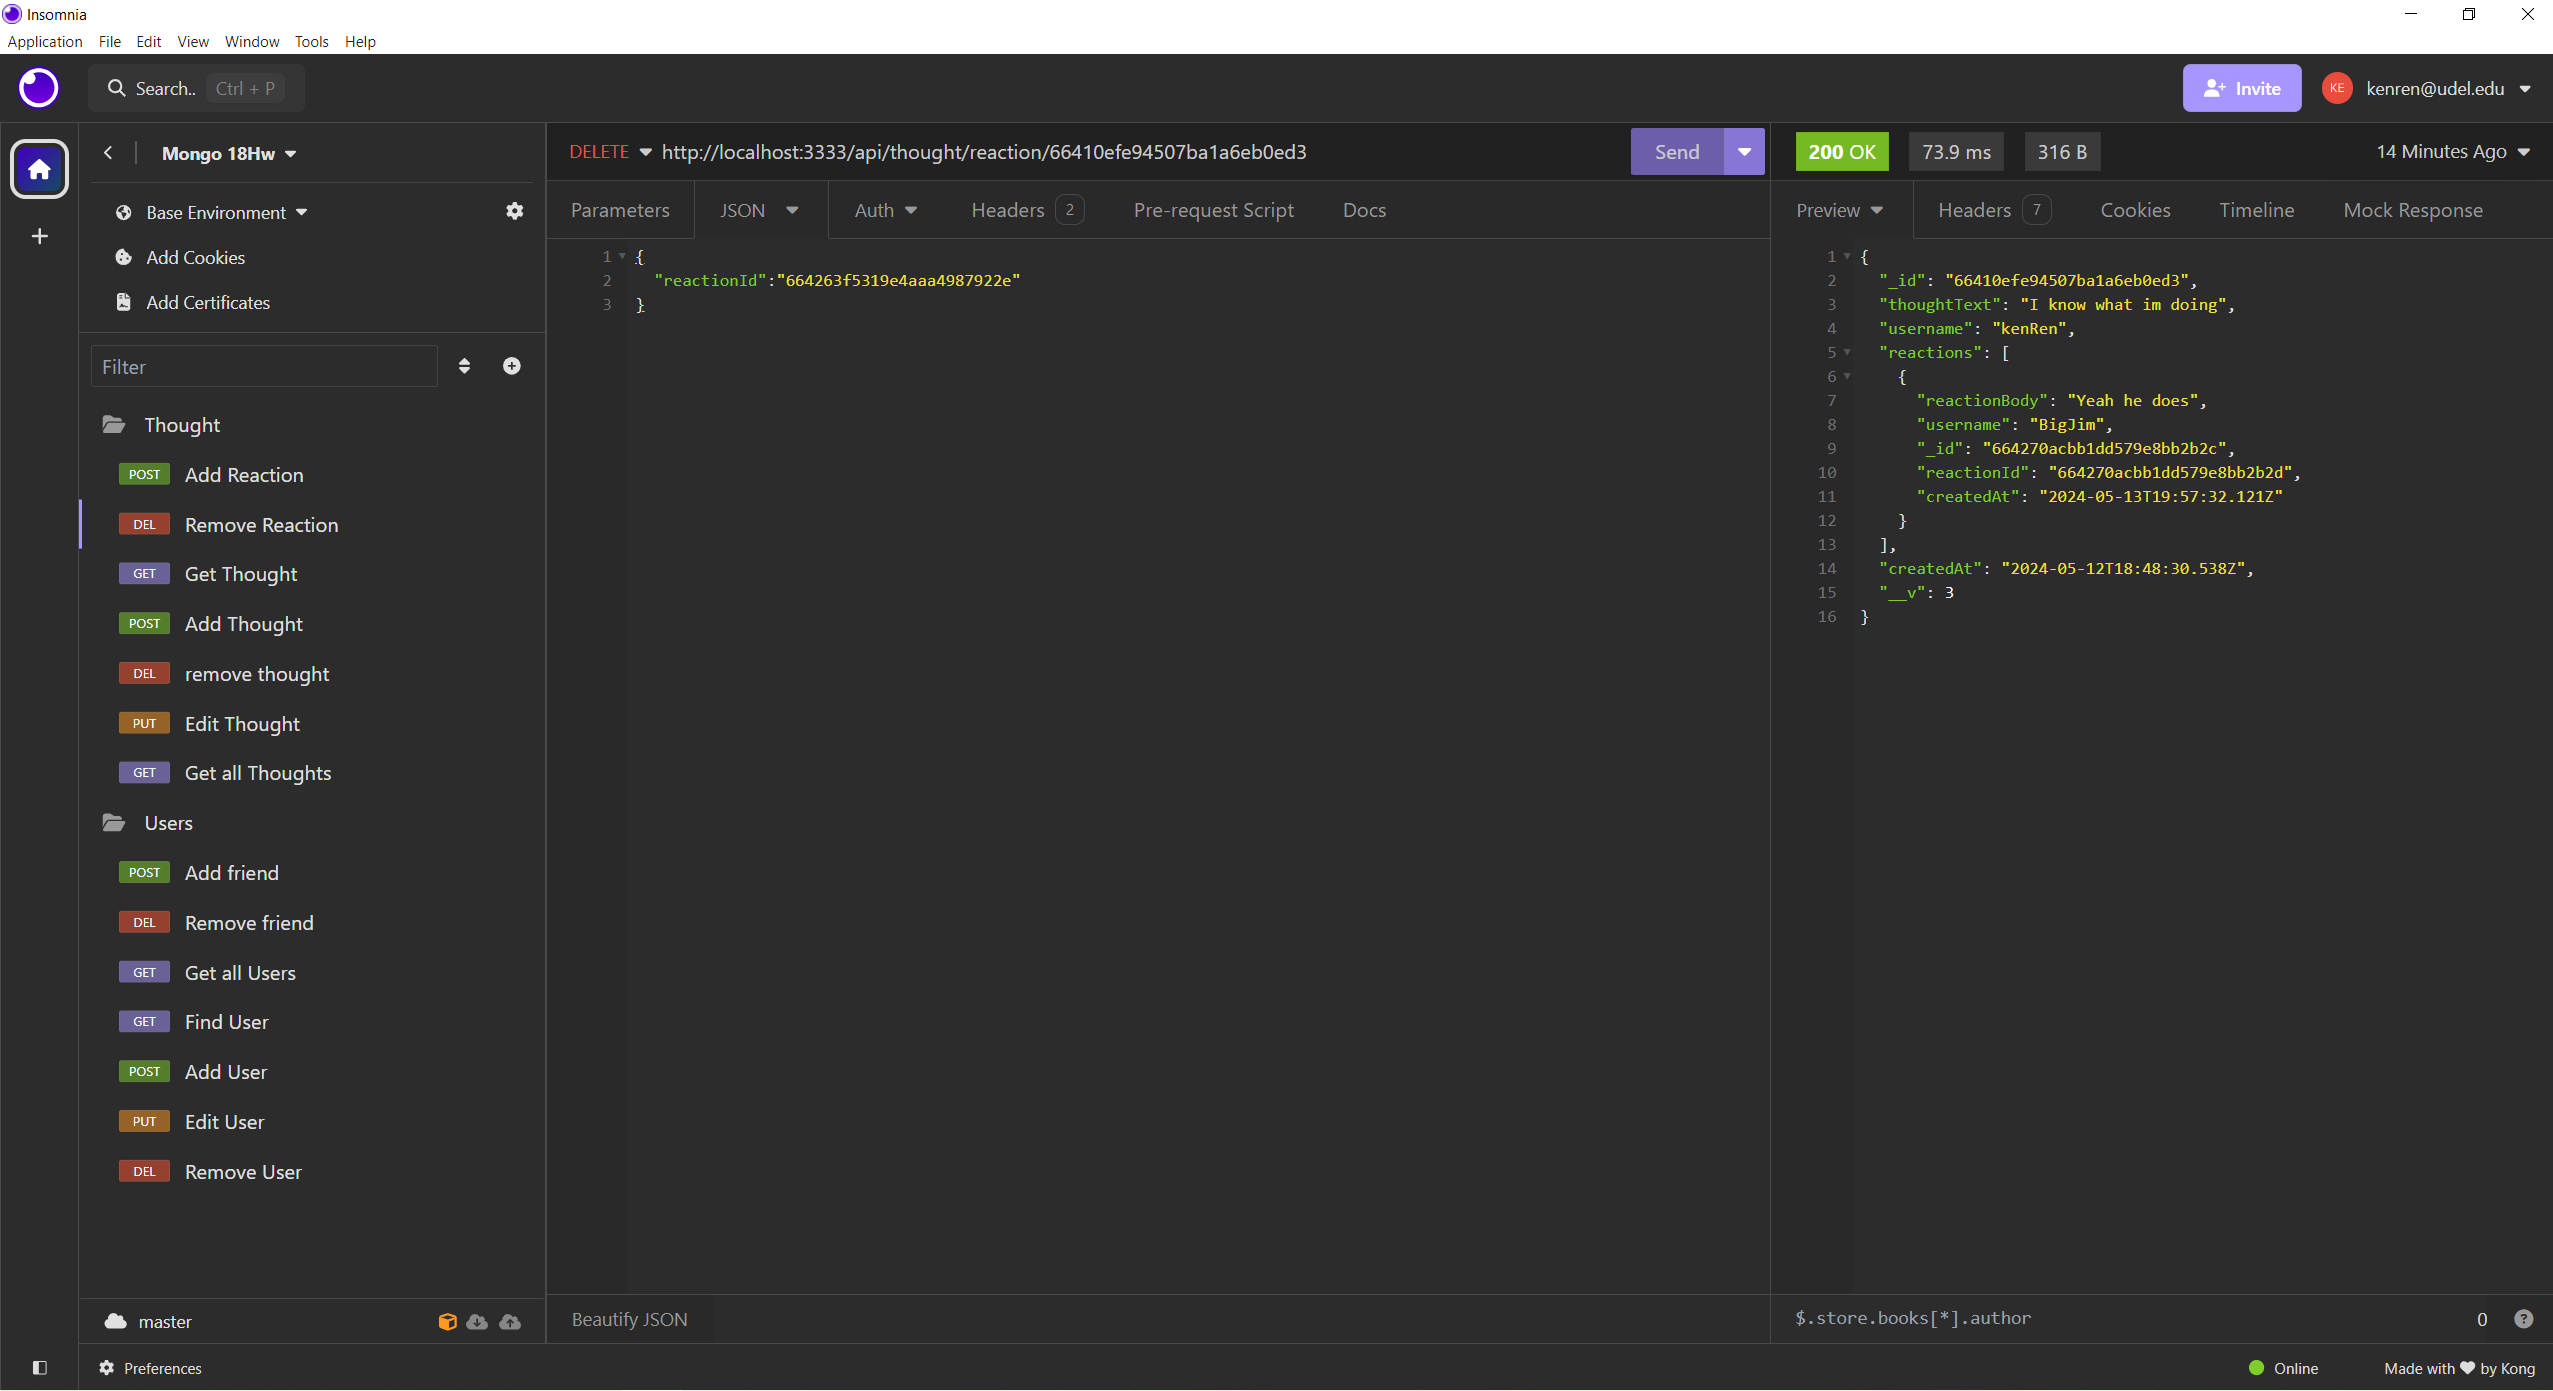 Insomnia
Application File Edit View Window Tools Help
Search.. Ctrl + P
Invite
KE kenren@udel.edu
Mongo 18Hw
Base Environment
Add Cookies
Add Certificates
Filter
Thought
POST Add Reaction
DEL Remove Reaction
GET Get Thought
POST Add Thought
DEL remove thought
PUT Edit Thought
GET Get all Thoughts
Users
POST Add friend
DEL Remove friend
GET Get all Users
GET Find User
POST Add User
PUT Edit User
DEL Remove User
master
Preferences
DELETE http://localhost:3333/api/thought/reaction/66410efe94507ba1a6eb0ed3
Send
Parameters JSON Auth Headers 2 Pre-request Script Docs
1 {
2 "reactionId":"664263f5319e4aaa4987922e"
3 }
Beautify JSON
200 OK 73.9 ms 316 B 14 Minutes Ago
Preview Headers 7 Cookies Timeline Mock Response
1 {
2 "_id": "66410efe94507ba1a6eb0ed3",
3 "thoughtText": "I know what im doing",
4 "username": "kenRen",
5 "reactions": [
6 {
7 "reactionBody": "Yeah he does",
8 "username": "BigJim",
9 "_id": "664270acbb1dd579e8bb2b2c",
10 "reactionId": "664270acbb1dd579e8bb2b2d",
11 "createdAt": "2024-05-13T19:57:32.121Z"
12 }
13 ],
14 "createdAt": "2024-05-12T18:48:30.538Z",
15 "__v": 3
16 }
$.store.books[*].author 0 ?
Online Made with ♥ by Kong